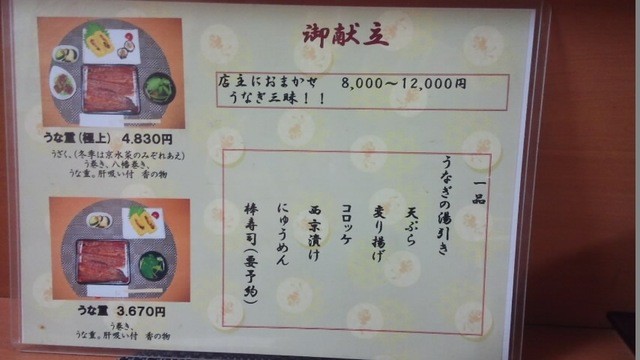 御献立
店主におまかせ 8,000～12,000円
うなぎ三昧！！
うな重(極上) 4.830円
うざく、(冬季は京水菜のみぞれあえ)
う巻き、八幡巻き、
うな重。肝吸い付 香の物
うな重 3.670円
う巻き、
うな重。肝吸い付 香の物
一品
うなぎの湯引き
天ぷら
変り揚げ
コロッケ
西京漬け
にゅうめん
棒寿司(要予約)